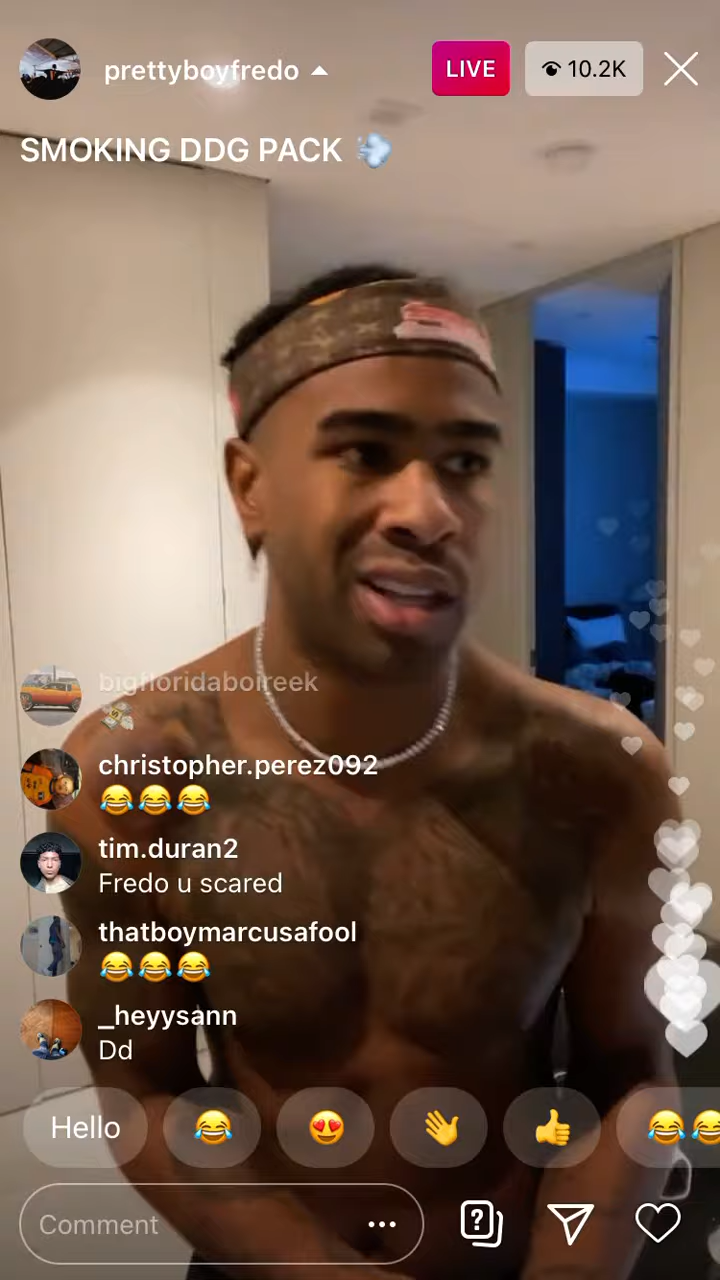 prettyboyfredo
LIVE
10.2K
SMOKING DDG PACK 💨
bigfloridaboireek
💸
christopher.perez092
😂😂😂
tim.duran2
Fredo u scared
thatboymarcusafool
😂😂😂
_heyysann
Dd
Hello 😂 😍 👋 👍 😂😂
Comment